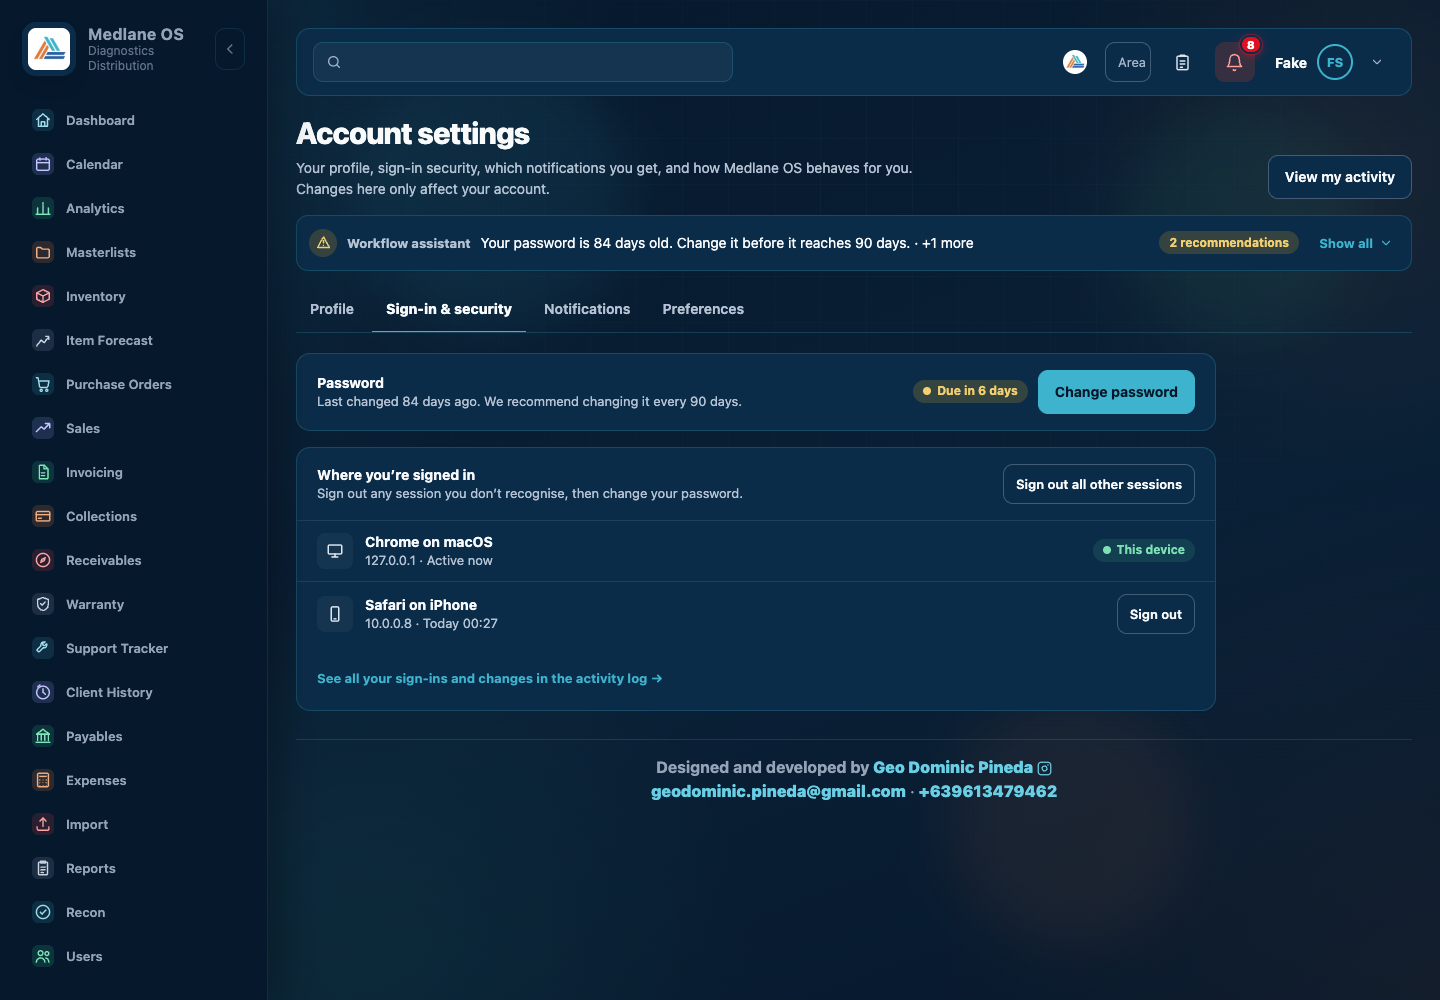 Medlane OS
Diagnostics
Distribution
Dashboard
Calendar
Analytics
Masterlists
Inventory
Item Forecast
Purchase Orders
Sales
Invoicing
Collections
Receivables
Warranty
Support Tracker
Client History
Payables
Expenses
Import
Reports
Recon
Users
Area
8
Fake
FS
Account settings
Your profile, sign-in security, which notifications you get, and how Medlane OS behaves for you.
Changes here only affect your account.
View my activity
Workflow assistant Your password is 84 days old. Change it before it reaches 90 days. · +1 more
2 recommendations
Show all
Profile
Sign-in & security
Notifications
Preferences
Password
Last changed 84 days ago. We recommend changing it every 90 days.
Due in 6 days
Change password
Where you’re signed in
Sign out any session you don’t recognise, then change your password.
Sign out all other sessions
Chrome on macOS
127.0.0.1 · Active now
This device
Safari on iPhone
10.0.0.8 · Today 00:27
Sign out
See all your sign-ins and changes in the activity log →
Designed and developed by Geo Dominic Pineda
geodominic.pineda@gmail.com · +639613479462